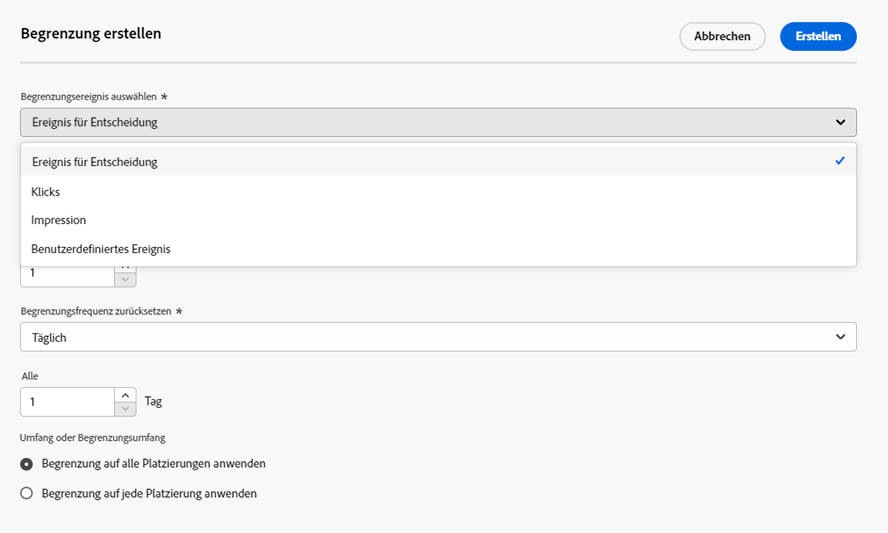 Begrenzung erstellen
Abbrechen
Erstellen
Begrenzungsereignis auswählen *
Ereignis für Entscheidung
Ereignis für Entscheidung
Klicks
Impression
Benutzerdefiniertes Ereignis
1
Begrenzungsfrequenz zurücksetzen *
Täglich
Alle
1 Tag
Umfang oder Begrenzungsumfang
Begrenzung auf alle Platzierungen anwenden
Begrenzung auf jede Platzierung anwenden